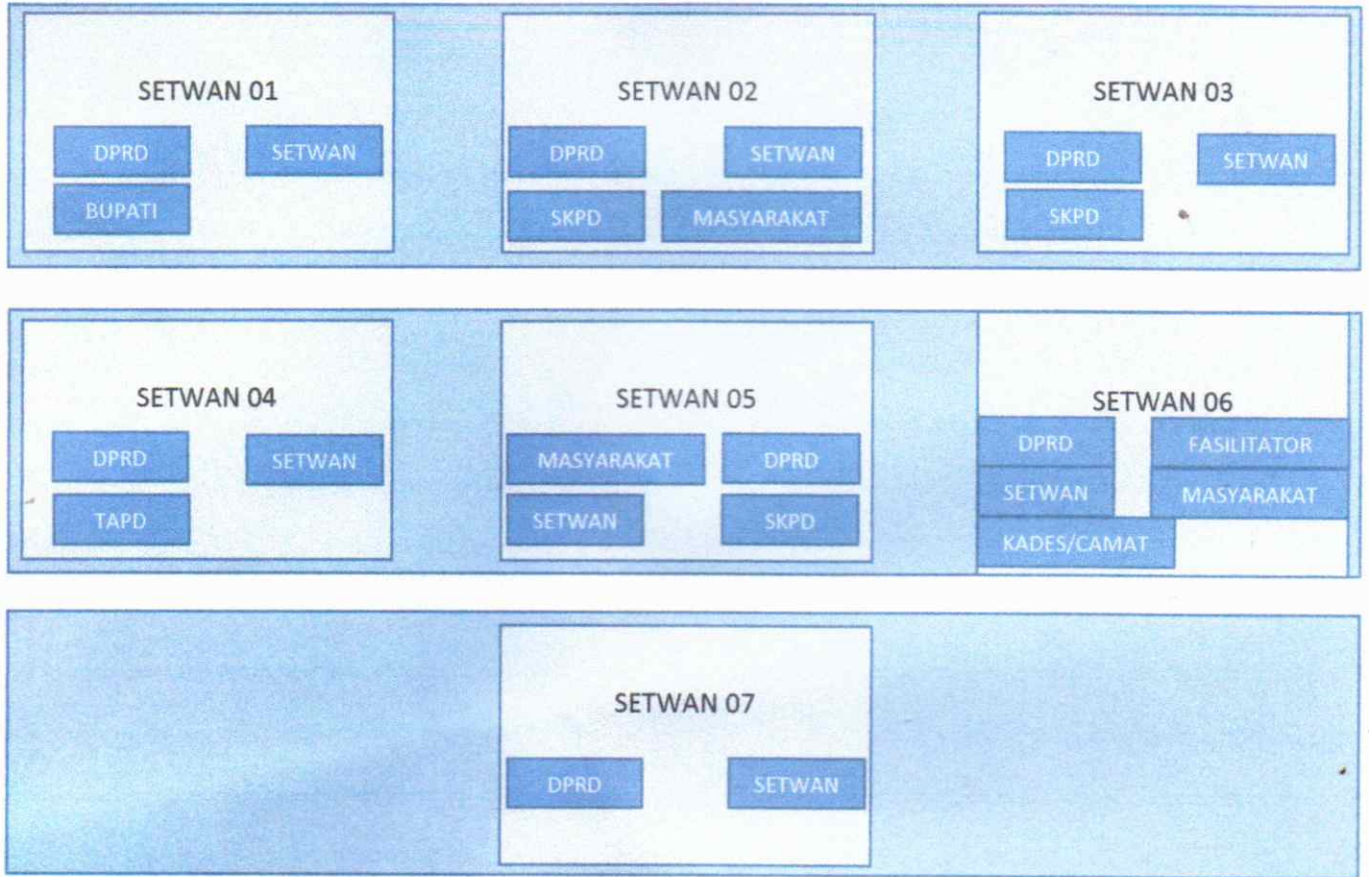 SETWAN 01
DPRD
SETWAN
BUPATI
SETWAN 02
DPRD
SETWAN
SKPD
MASYARAKAT
SETWAN 03
DPRD
SETWAN
SKPD
SETWAN 04
DPRD
SETWAN
TAPD
SETWAN 05
MASYARAKAT
DPRD
SETWAN
SKPD
SETWAN 06
DPRD
FASILITATOR
SETWAN
MASYARAKAT
KADES/CAMAT
SETWAN 07
DPRD
SETWAN